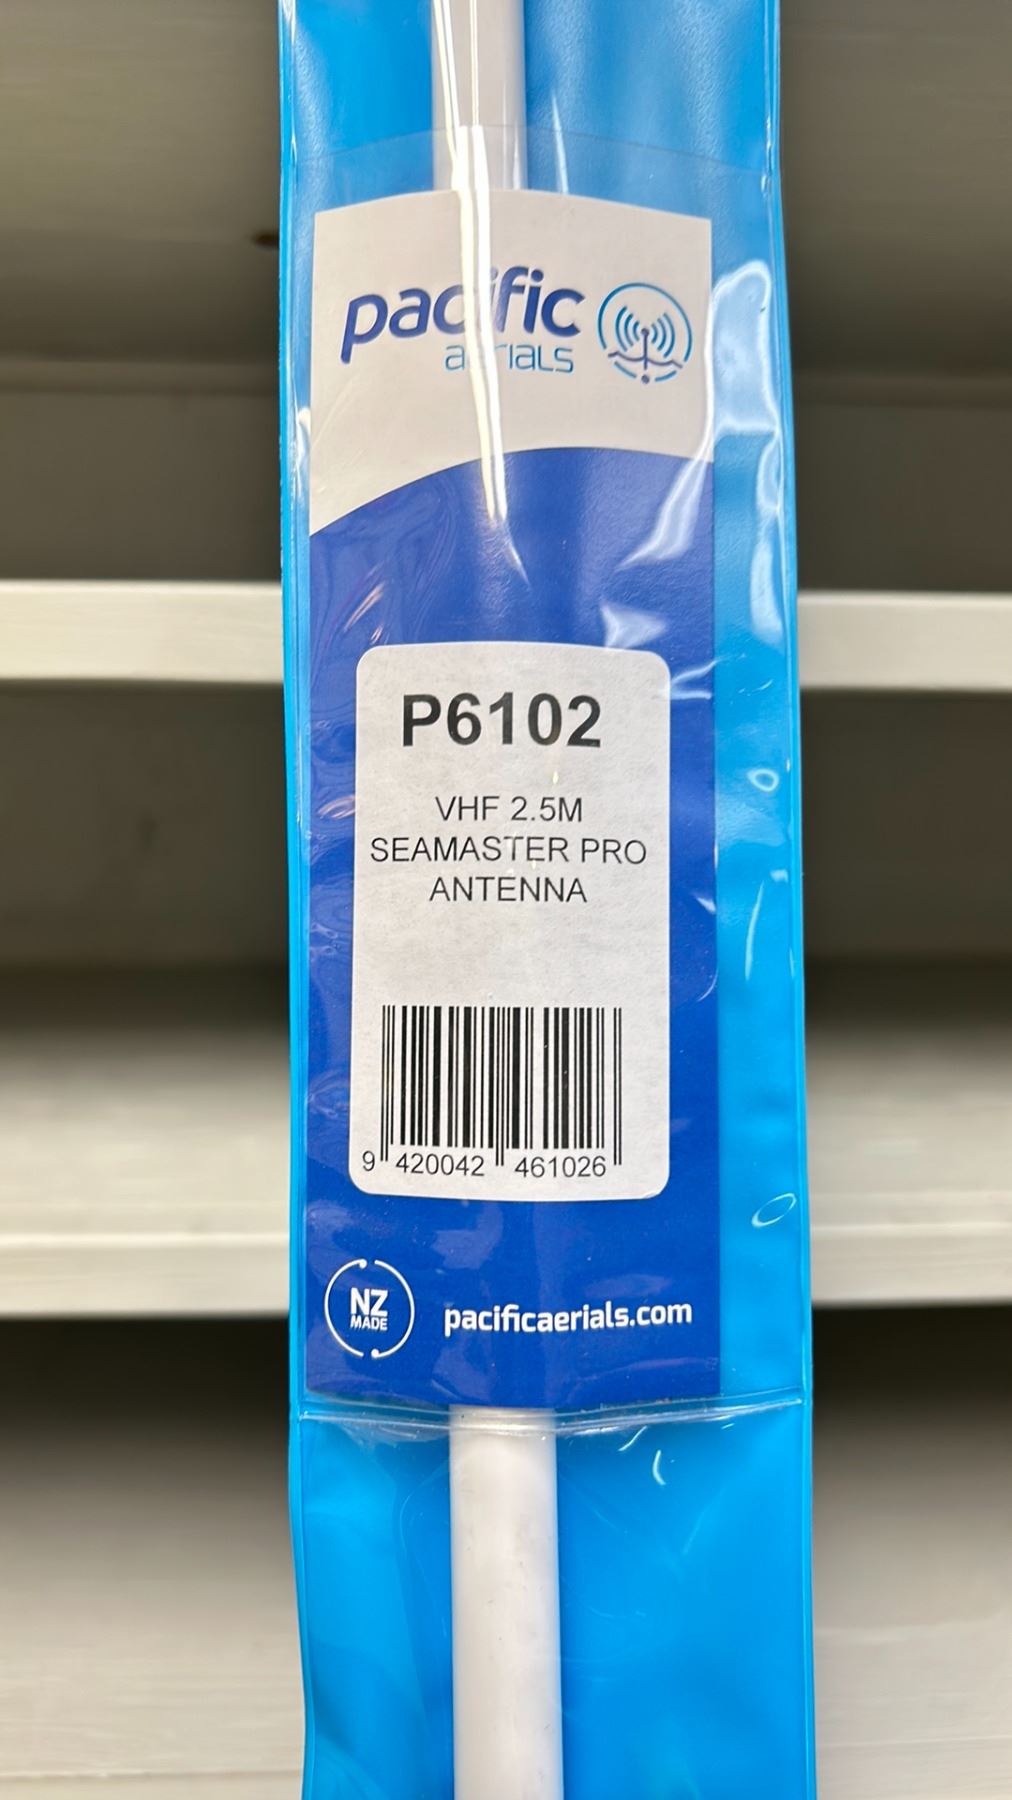 pacific
aerials
P6102
VHF 2.5M
SEAMASTER PRO
ANTENNA
9 420042 461026
NZ
MADE
pacificaerials.com